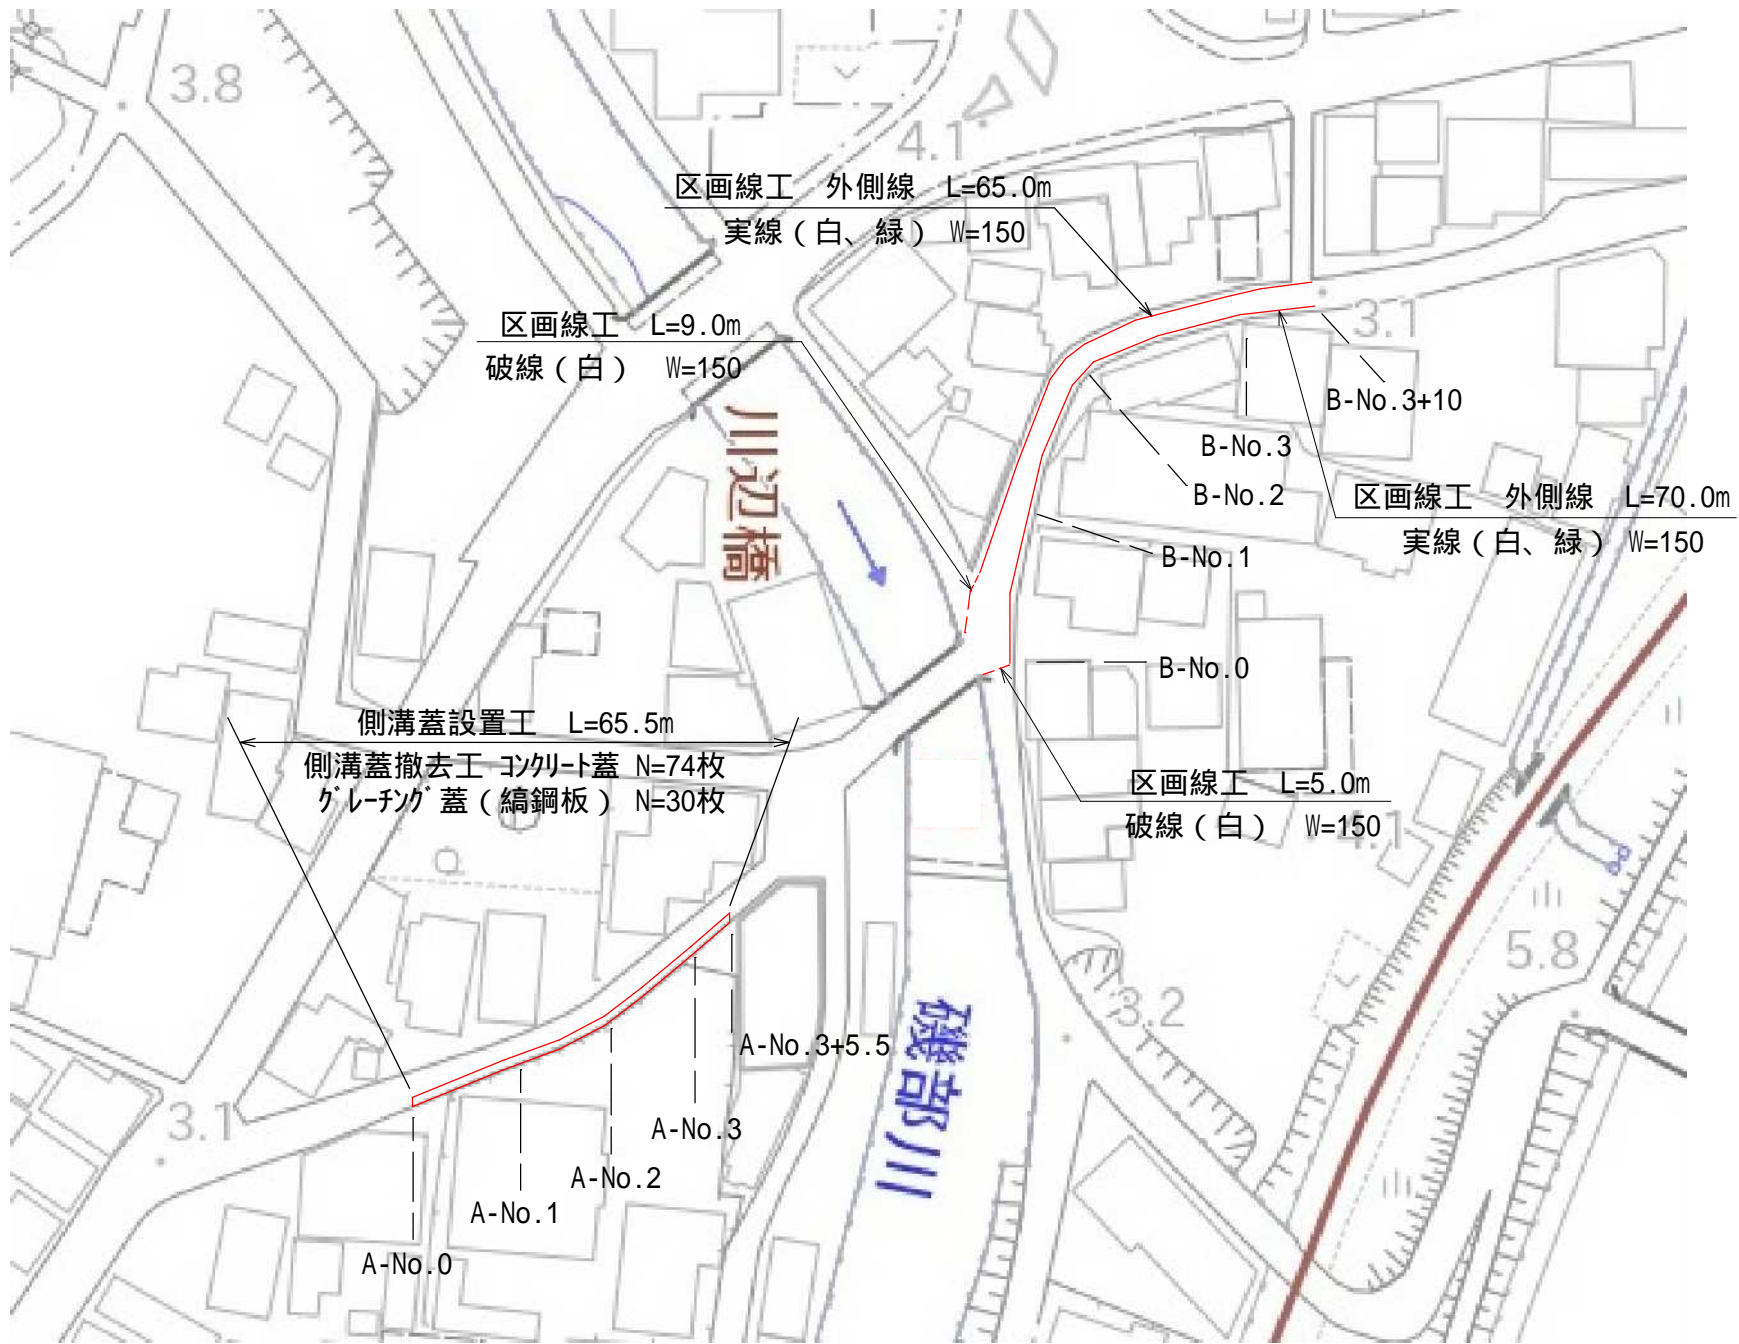 3.8
4.1
区画線工　外側線　L=65.0m
実線（白、緑）　W=150
区画線工　L=9.0m
破線（白）　W=150
3.1
B-No.3+10
川辺橋
B-No.3
B-No.2
区画線工　外側線　L=70.0m
実線（白、緑）　W=150
B-No.1
B-No.0
側溝蓋設置工　L=65.5m
側溝蓋撤去工 コンクリート蓋 N=74枚
グレーチング蓋（縞鋼板）　N=30枚
区画線工　L=5.0m
破線（白）　W=150
4.1
5.8
3.2
磯部川
A-No.3+5.5
3.1
A-No.3
A-No.2
A-No.1
A-No.0